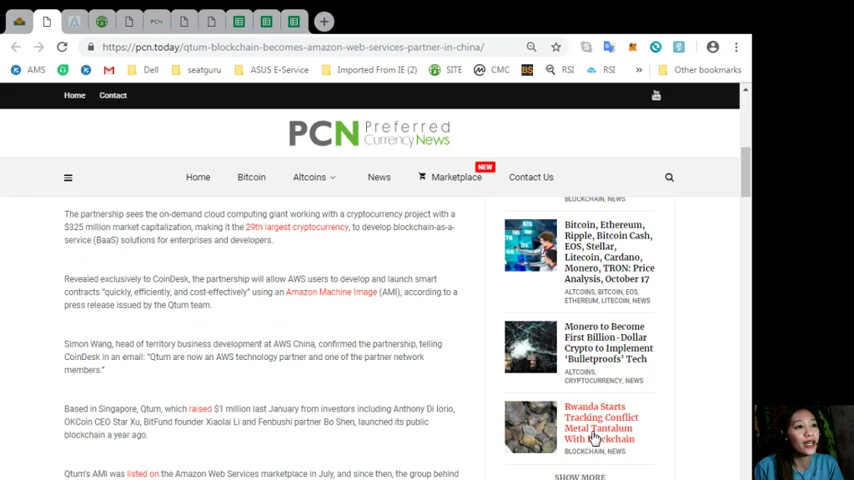 https://pcn.today/qtum-blockchain-becomes-amazon-web-services-partner-in-china/
AMS
Dell
seatguru
ASUS E-Service
Imported From IE (2)
SITE
CMC
RSI
RSI
»
Other bookmarks
Home
Contact
PCN Preferred
Currency News
NEW
Home
Bitcoin
Altcoins
News
Marketplace
Contact Us
The partnership sees the on-demand cloud computing giant working with a cryptocurrency project with a
$325 million market capitalization, making it the 29th largest cryptocurrency, to develop blockchain-as-a-
service (BaaS) solutions for enterprises and developers.
Revealed exclusively to CoinDesk, the partnership will allow AWS users to develop and launch smart
contracts "quickly, efficiently, and cost-effectively" using an Amazon Machine Image (AMI), according to a
press release issued by the Qtum team.
Simon Wang, head of territory business development at AWS China, confirmed the partnership, telling
CoinDesk in an email: "Qtum are now an AWS technology partner and one of the partner network
members."
Based in Singapore, Qtum, which raised $1 million last January from investors including Anthony Di Iorio,
OKCoin CEO Star Xu, BitFund founder Xiaolai Li and Fenbushi partner Bo Shen, launched its public
blockchain a year ago.
Qtum's AMI was listed on the Amazon Web Services marketplace in July, and since then, the group behind
BLOCKCHAIN, NEWS
Bitcoin, Ethereum,
Ripple, Bitcoin Cash,
EOS, Stellar,
Litecoin, Cardano,
Monero, TRON: Price
Analysis, October 17
ALTCOINS, BITCOIN, EOS,
ETHEREUM, LITECOIN, NEWS
Monero to Become
First Billion-Dollar
Crypto to Implement
'Bulletproofs' Tech
ALTCOINS,
CRYPTOCURRENCY, NEWS
Rwanda Starts
Tracking Conflict
Metal Tantalum
With Blockchain
BLOCKCHAIN, NEWS
SHOW MORE